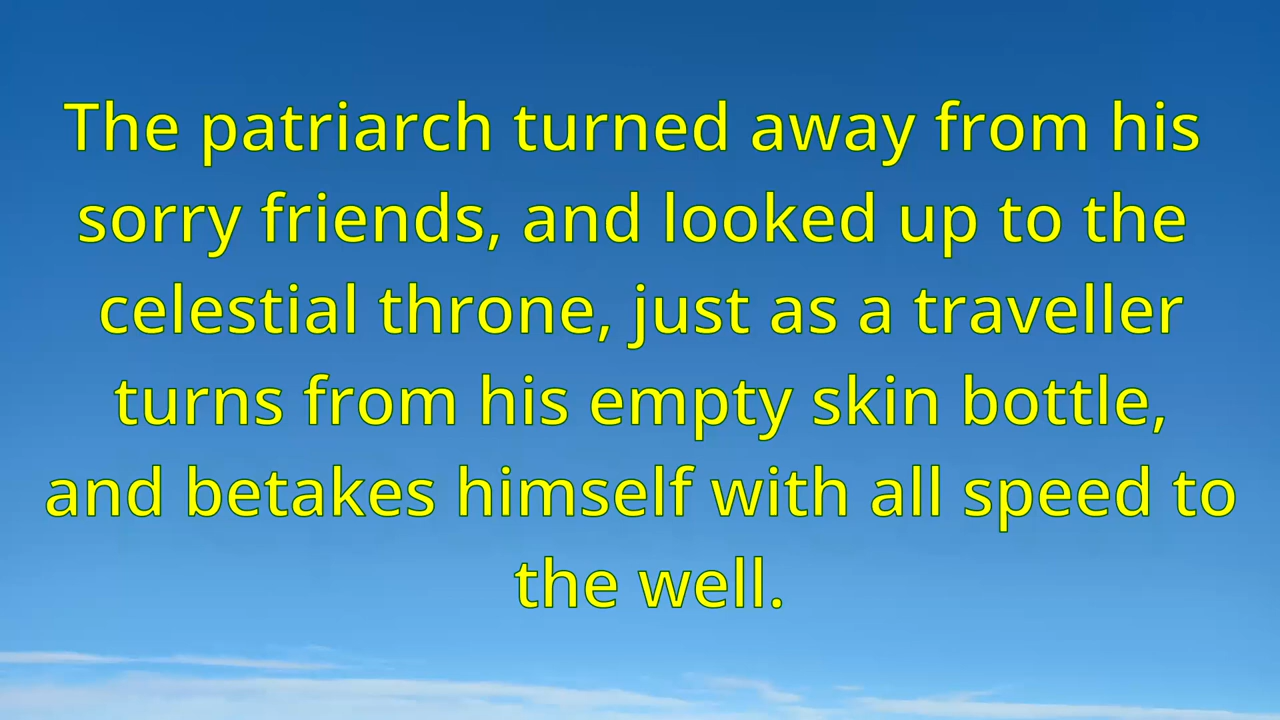 The patriarch turned away from his
sorry friends, and looked up to the
celestial throne, just as a traveller
turns from his empty skin bottle,
and betakes himself with all speed to
the well.